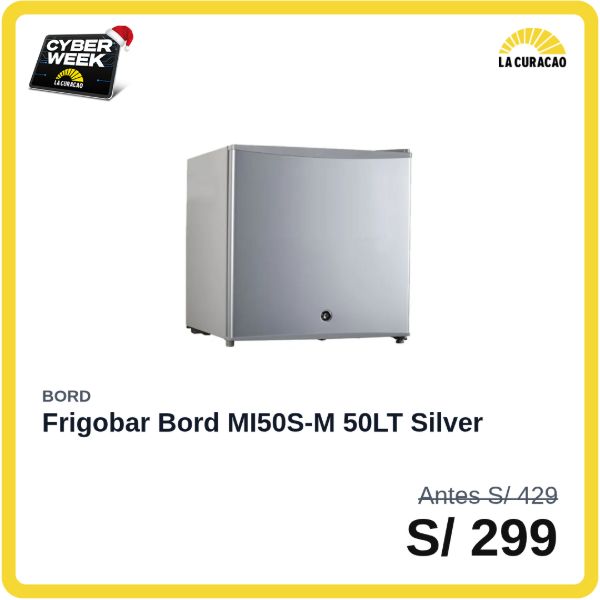 CYBER
WEEK
LA CURACAO
LA CURACAO
BORD
Frigobar Bord MI50S-M 50LT Silver
Antes S/ 429
S/ 299